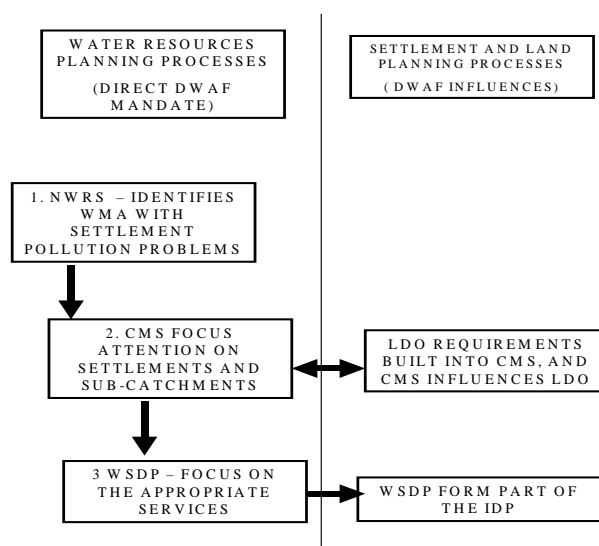 WATER RESOURCES
PLANNING PROCESSES
(DIRECT DWAF
MANDATE)
SETTLEMENT AND LAND
PLANNING PROCESSES
( DWAF INFLUENCES)
1. NWRS – IDENTIFIES
WMA WITH
SETTLEMENT
POLLUTION PROBLEMS
2. CMS FOCUS
ATTENTION ON
SETTLEMENTS AND
SUB-CATCHMENTS
LDO REQUIREMENTS
BUILT INTO CMS, AND
CMS INFLUENCES LDO
3 WSDP – FOCUS ON
THE APPROPRIATE
SERVICES
WSDP FORM PART OF
THE IDP